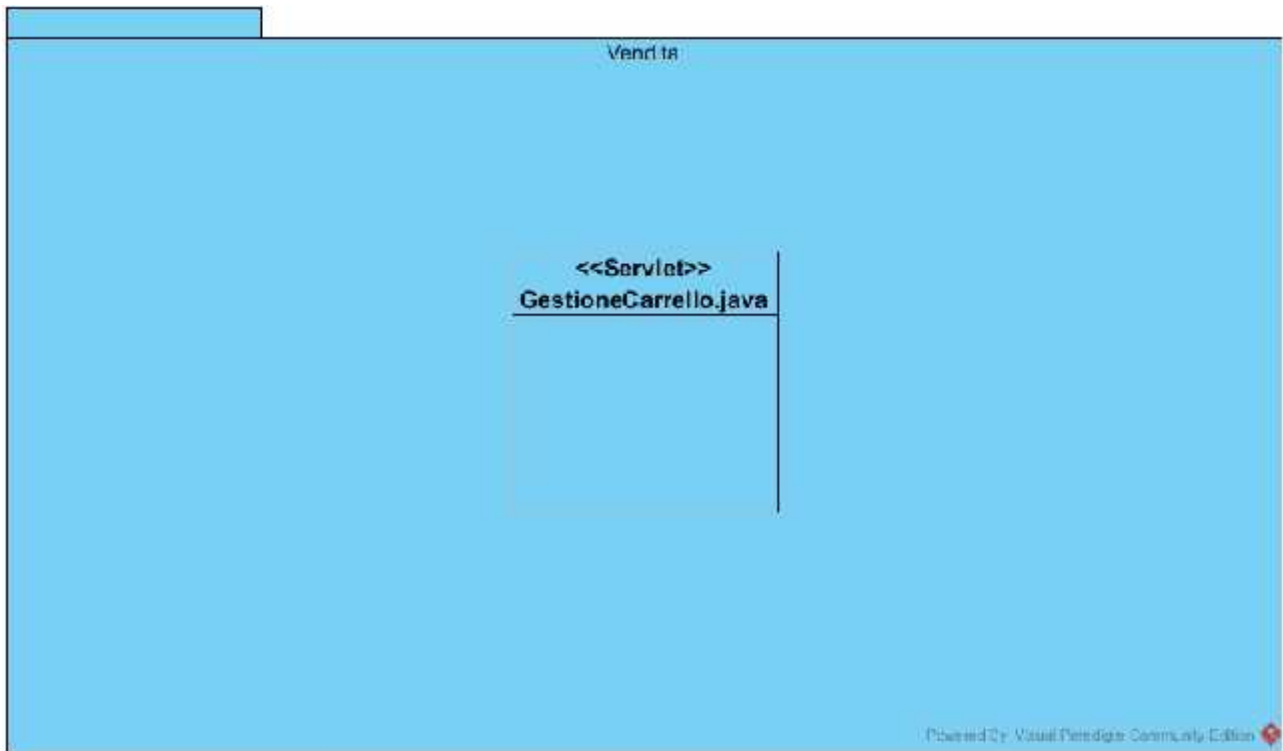 Vendita
<<Servlet>>
GestioneCarrello.java
Powered By Visual Paradigm Community Edition